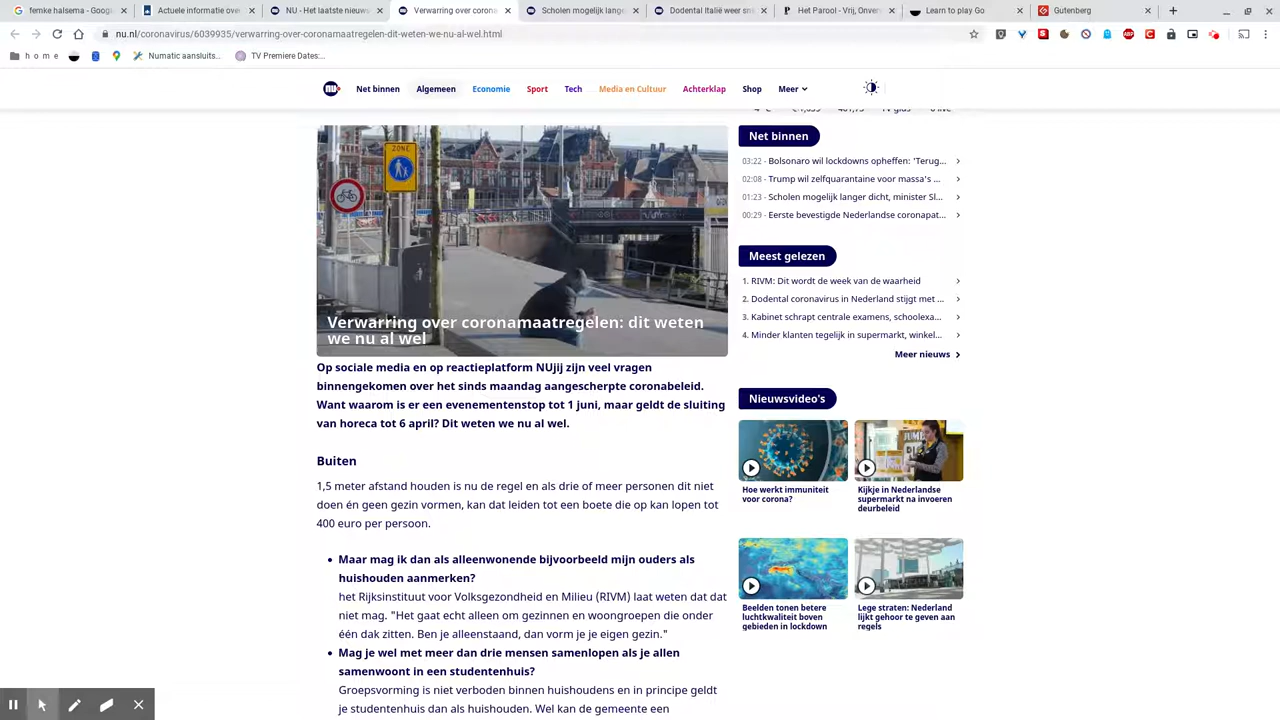 femke halsema - Goog
Actuele informatie ove
NU - Het laatste nieuws
Verwarring over corona
Scholen mogelijk lange
Dodental Italië weer sn
Het Parool - Vrij, Onver
Learn to play Go
Gutenberg
nu.nl/coronavirus/6039935/verwarring-over-coronamaatregelen-dit-weten-we-nu-al-wel.html
h o m e
Numatic aansluits...
TV Premiere Dates:...
nu
Net binnen
Algemeen
Economie
Sport
Tech
Media en Cultuur
Achterklap
Shop
Meer
ZONE
Verwarring over coronamaatregelen: dit weten
we nu al wel
Op sociale media en op reactieplatform NUjij zijn veel vragen
binnengekomen over het sinds maandag aangescherpte coronabeleid.
Want waarom is er een evenementenstop tot 1 juni, maar geldt de sluiting
van horeca tot 6 april? Dit weten we nu al wel.
Buiten
1,5 meter afstand houden is nu de regel en als drie of meer personen dit niet
doen én geen gezin vormen, kan dat leiden tot een boete die op kan lopen tot
400 euro per persoon.
• Maar mag ik dan als alleenwonende bijvoorbeeld mijn ouders als
huishouden aanmerken?
het Rijksinstituut voor Volksgezondheid en Milieu (RIVM) laat weten dat dat
niet mag. "Het gaat echt alleen om gezinnen en woongroepen die onder
één dak zitten. Ben je alleenstaand, dan vorm je je eigen gezin."
• Mag je wel met meer dan drie mensen samenlopen als je allen
samenwoont in een studentenhuis?
Groepsvorming is niet verboden binnen huishoudens en in principe geldt
je studentenhuis dan als huishouden. Wel kan de gemeente een
Net binnen
03:22 - Bolsonaro wil lockdowns opheffen: 'Terug...
02:08 - Trump wil zelfquarantaine voor massa's ...
01:23 - Scholen mogelijk langer dicht, minister Sl...
00:29 - Eerste bevestigde Nederlandse coronapat...
Meest gelezen
1. RIVM: Dit wordt de week van de waarheid
2. Dodental coronavirus in Nederland stijgt met ...
3. Kabinet schrapt centrale examens, schoolexa...
4. Minder klanten tegelijk in supermarkt, winkel...
Meer nieuws
Nieuwsvideo's
Hoe werkt immuniteit
voor corona?
Kijkje in Nederlandse
supermarkt na invoeren
deurbeleid
Beelden tonen betere
luchtkwaliteit boven
gebieden in lockdown
Lege straten: Nederland
lijkt gehoor te geven aan
regels